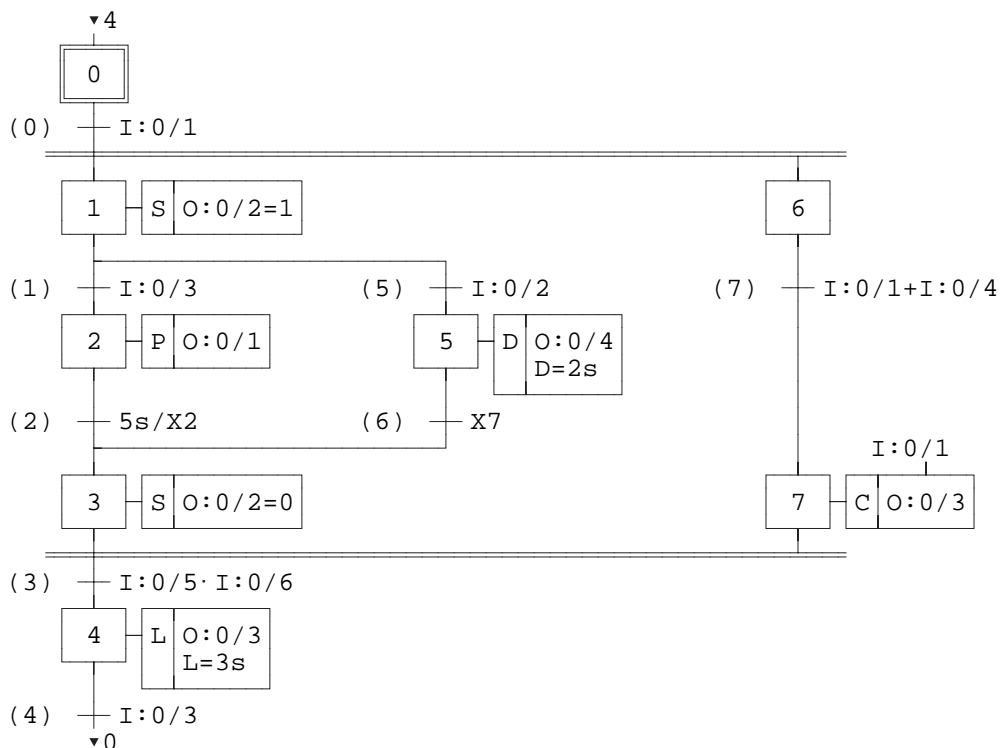 ▼4
0
(0) I:0/1
1 S O:0/2=1 6
(1) I:0/3 (5) I:0/2 (7) I:0/1+I:0/4
2 P O:0/1 5 D O:0/4
D=2s
(2) 5s/X2 (6) X7
I:0/1
3 S O:0/2=0 7 C O:0/3
(3) I:0/5· I:0/6
4 L O:0/3
L=3s
(4) I:0/3
▼0